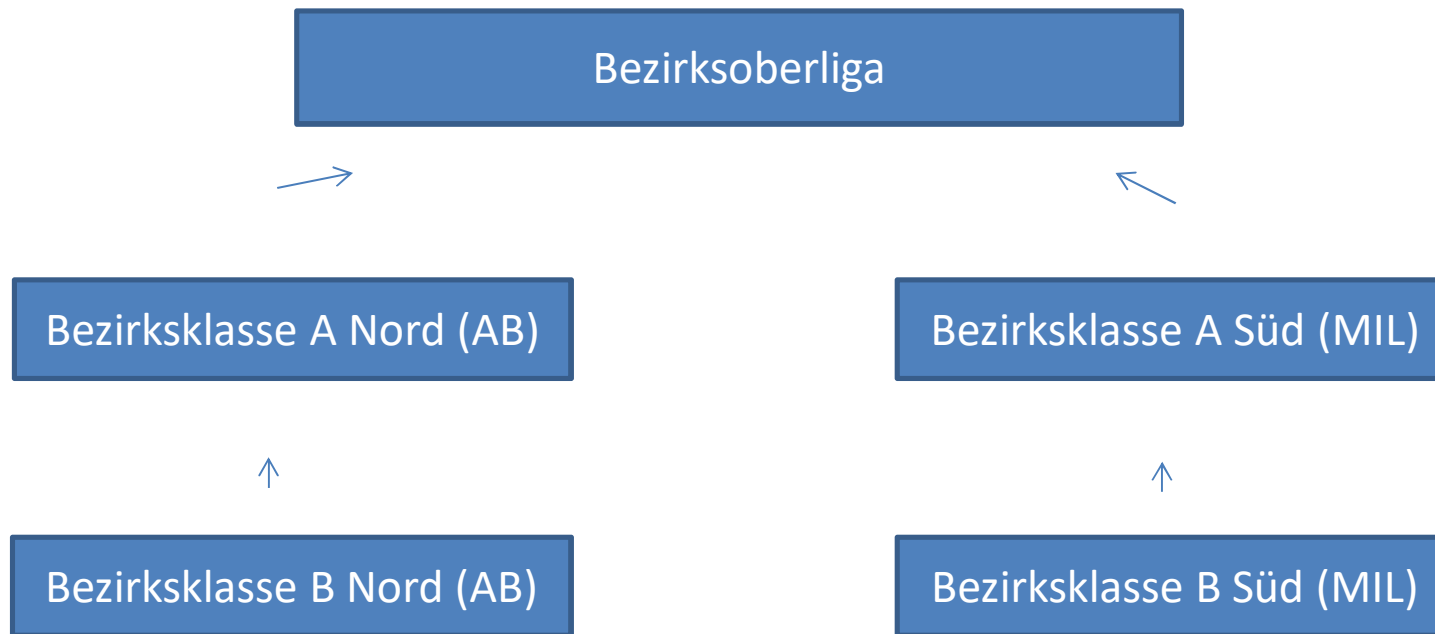 Bezirksoberliga
Bezirksklasse A Nord (AB)
Bezirksklasse A Süd (MIL)
Bezirksklasse B Nord (AB)
Bezirksklasse B Süd (MIL)